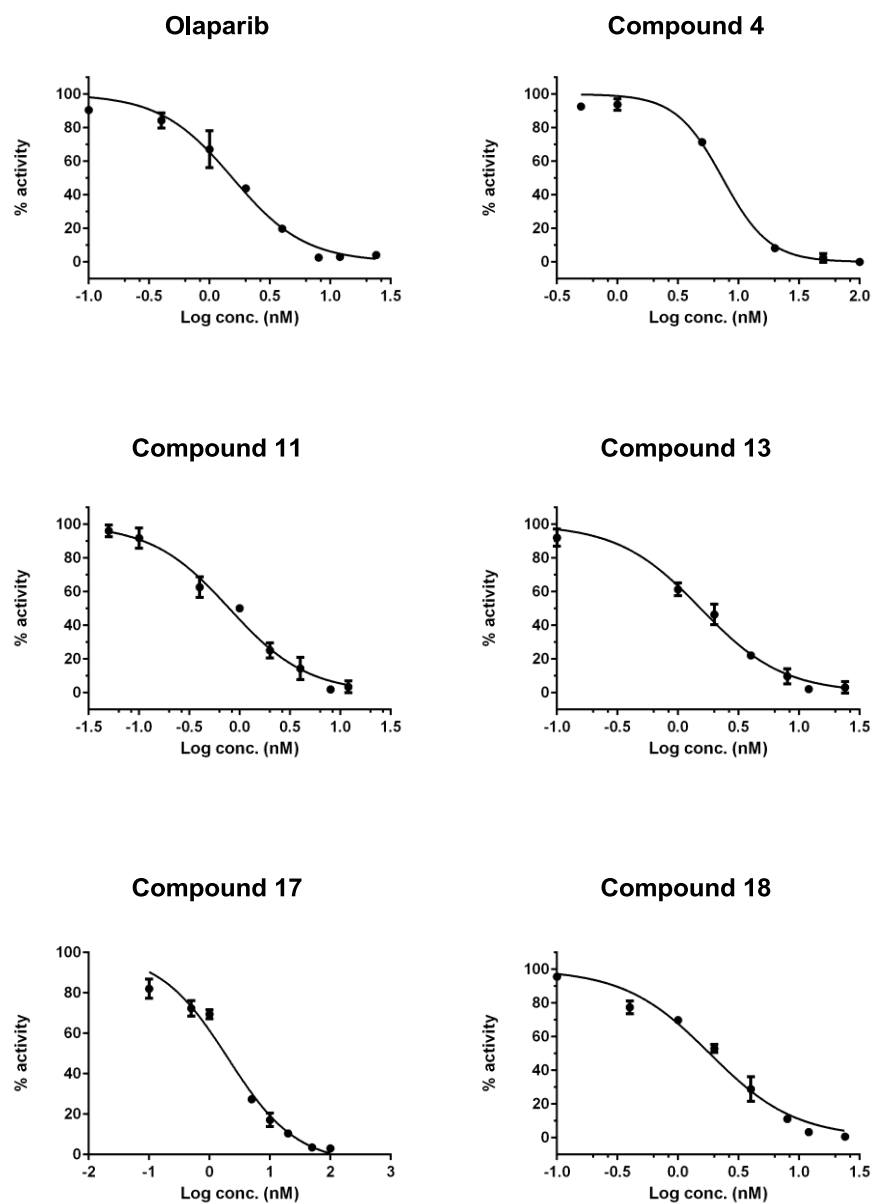 Olaparib
100
80
60
40
20
0
% activity
-1.0 -0.5 0.0 0.5 1.0 1.5
Log conc. (nM)
Compound 4
100
80
60
40
20
0
% activity
-0.5 0.0 0.5 1.0 1.5 2.0
Log conc. (nM)
Compound 11
100
80
60
40
20
0
% activity
-1.5 -1.0 -0.5 0.0 0.5 1.0 1.5
Log conc. (nM)
Compound 13
100
80
60
40
20
0
% activity
-1.0 -0.5 0.0 0.5 1.0 1.5
Log conc. (nM)
Compound 17
100
80
60
40
20
0
% activity
-2 -1 0 1 2 3
Log conc. (nM)
Compound 18
100
80
60
40
20
0
% activity
-1.0 -0.5 0.0 0.5 1.0 1.5
Log conc. (nM)